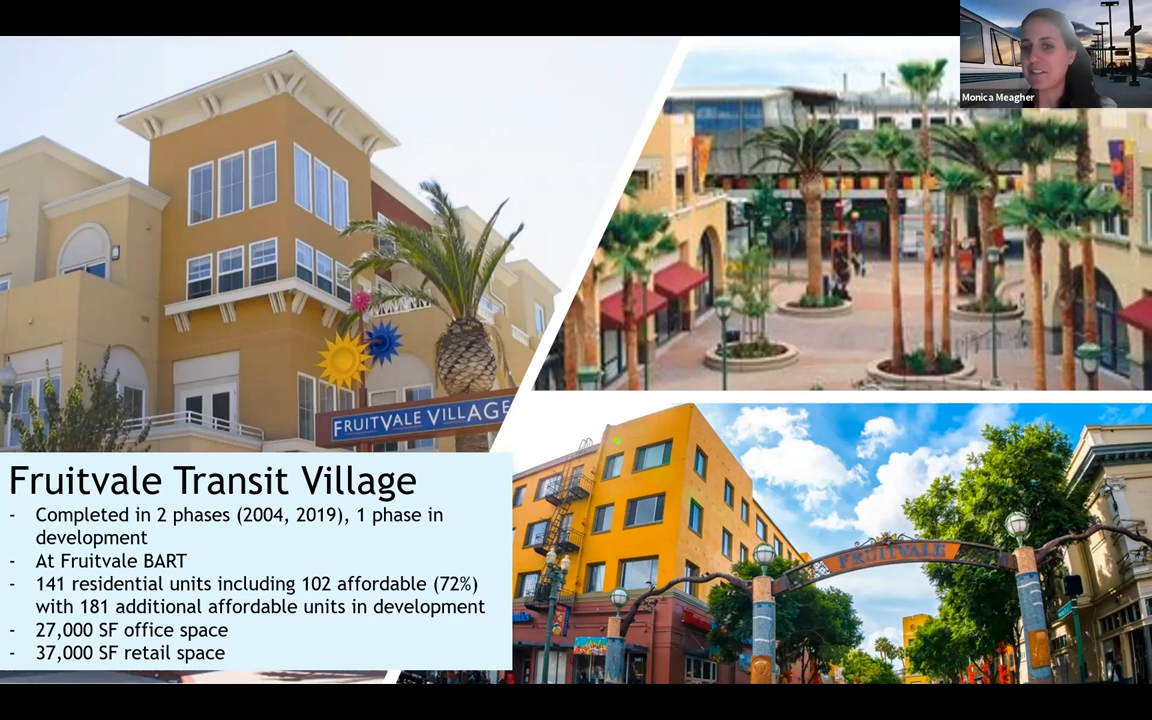 Monica Meagher
FRUITVALE VILLAGE
Fruitvale Transit Village
- Completed in 2 phases (2004, 2019), 1 phase in
development
- At Fruitvale BART
- 141 residential units including 102 affordable (72%)
with 181 additional affordable units in development
- 27,000 SF office space
- 37,000 SF retail space
FRUITVALE